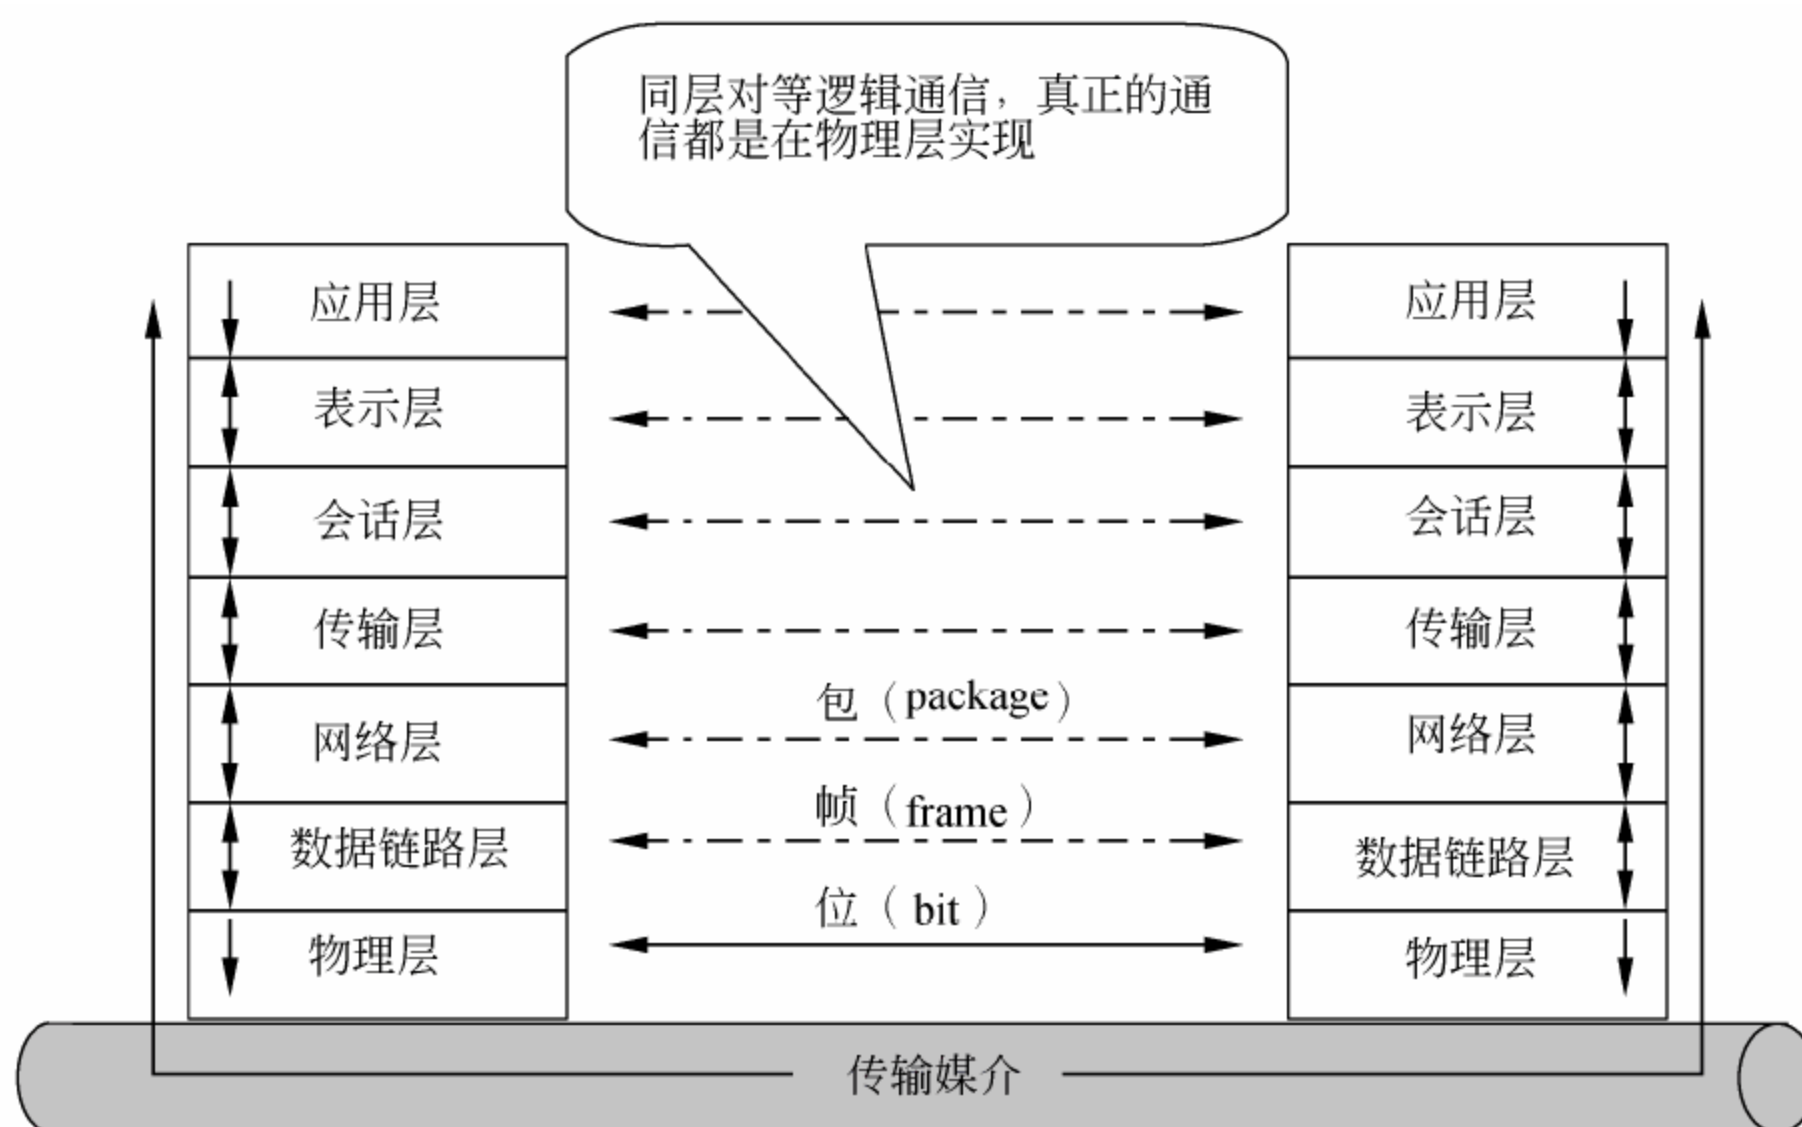 同层对等逻辑通信，真正的通
信都是在物理层实现
应用层
应用层
表示层
表示层
会话层
会话层
传输层
传输层
包（package）
网络层
网络层
帧（frame）
数据链路层
数据链路层
位（bit）
物理层
物理层
传输媒介